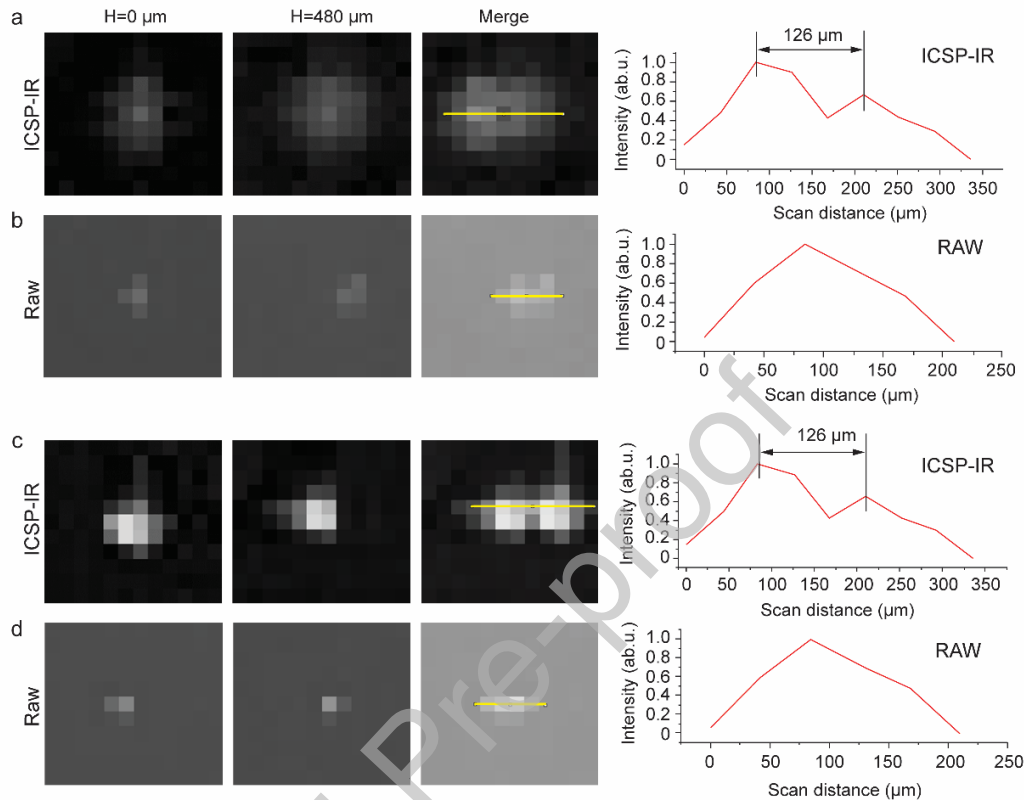 a
H=0 µm
H=480 µm
Merge
ICSP-IR
Intensity (ab.u.)
1.0
0.8
0.6
0.4
0.2
0
126 µm
ICSP-IR
0 50 100 150 200 250 300 350
Scan distance (µm)
b
Raw
Intensity (ab.u.)
1.0
0.8
0.6
0.4
0.2
0
RAW
0 50 100 150 200 250
Scan distance (µm)
c
ICSP-IR
Intensity (ab.u.)
1.0
0.8
0.6
0.4
0.2
0
126 µm
ICSP-IR
0 50 100 150 200 250 300 350
Scan distance (µm)
d
Raw
Intensity (ab.u.)
1.0
0.8
0.6
0.4
0.2
0
RAW
0 50 100 150 200 250
Scan distance (µm)
Pre-proof